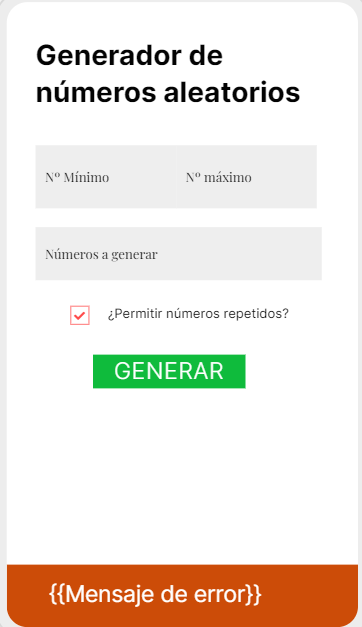 Generador de
números aleatorios
Nº Mínimo
Nº máximo
Números a generar
¿Permitir números repetidos?
GENERAR
{{Mensaje de error}}